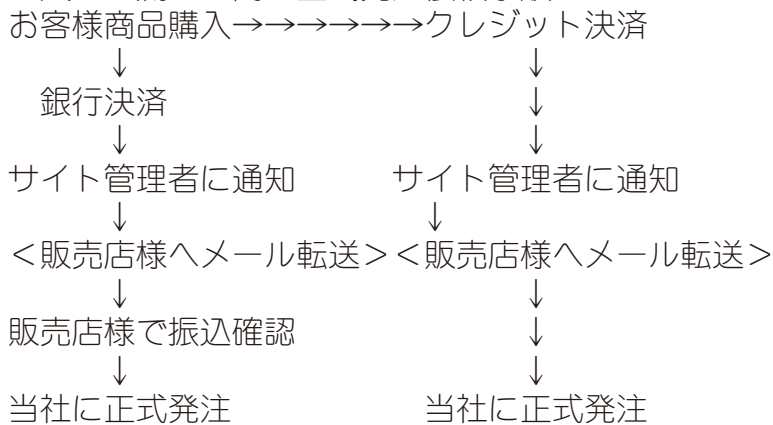 お客様商品購入→→→→→→クレジット決済
↓ ↓
銀行決済 ↓
↓ ↓
サイト管理者に通知 サイト管理者に通知
↓ ↓
＜販売店様へメール転送＞＜販売店様へメール転送＞
↓ ↓
販売店様で振込確認 ↓
↓ ↓
当社に正式発注 当社に正式発注